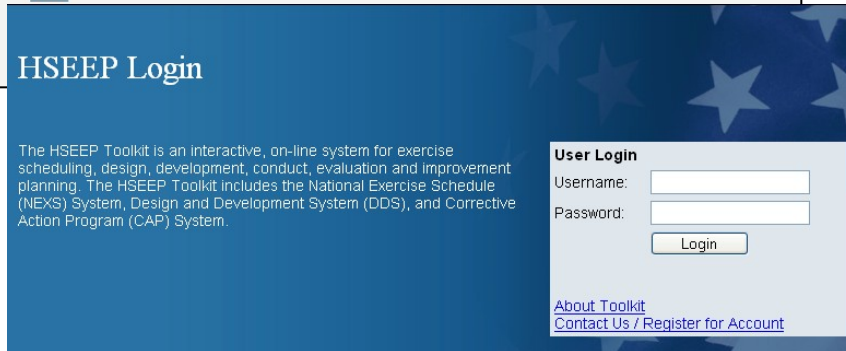 HSEEP Login
The HSEEP Toolkit is an interactive, on-line system for exercise
scheduling, design, development, conduct, evaluation and improvement
planning. The HSEEP Toolkit includes the National Exercise Schedule
(NEXS) System, Design and Development System (DDS), and Corrective
Action Program (CAP) System.
User Login
Username:
Password:
Login
About Toolkit
Contact Us / Register for Account